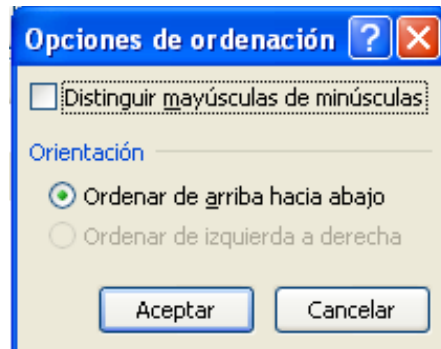 Opciones de ordenación ?
Distinguir mayúsculas de minúsculas
Orientación
Ordenar de arriba hacia abajo
Ordenar de izquierda a derecha
Aceptar Cancelar